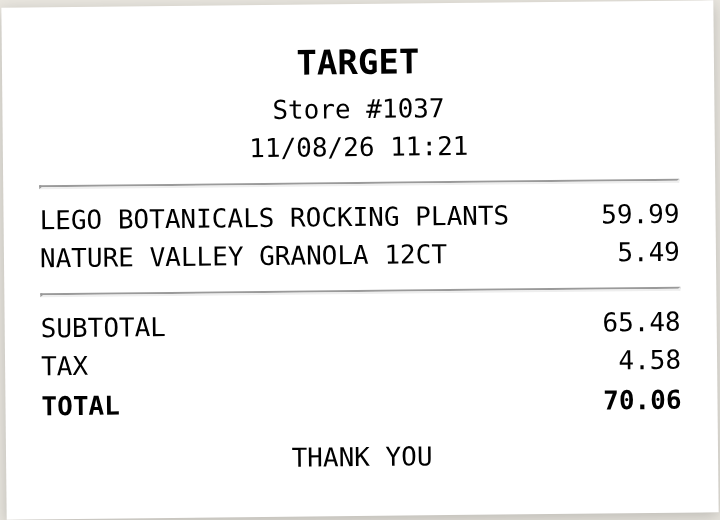 TARGET
Store #1037
11/08/26 11:21
LEGO BOTANICALS ROCKING PLANTS 59.99
NATURE VALLEY GRANOLA 12CT 5.49
SUBTOTAL 65.48
TAX 4.58
TOTAL 70.06
THANK YOU